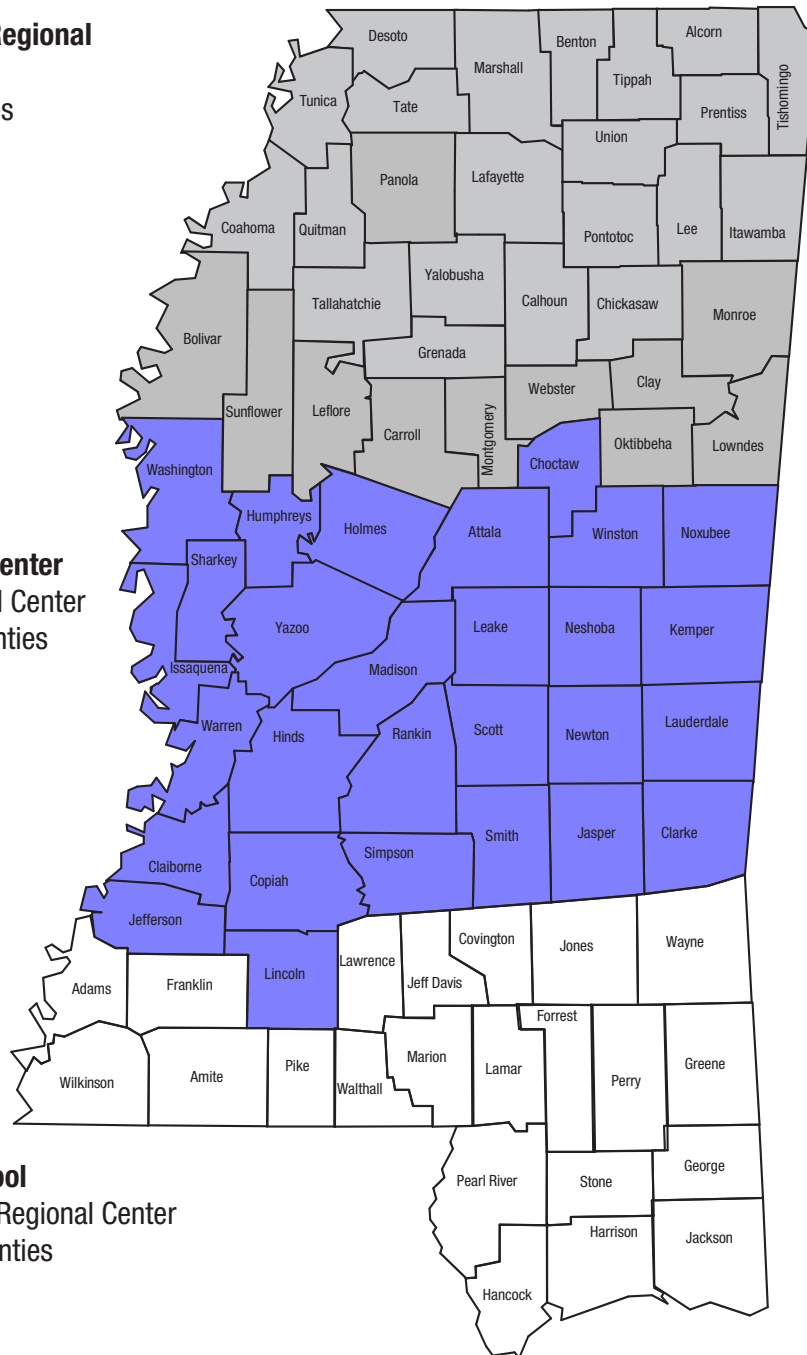 Regional
s
enter
l Center
nties
ool
Regional Center
nties
Desoto
Marshall
Benton
Tippah
Alcorn
Tishomingo
Tunica
Tate
Prentiss
Union
Panola
Lafayette
Coahoma
Quitman
Pontotoc
Lee
Itawamba
Tallahatchie
Yalobusha
Calhoun
Chickasaw
Monroe
Bolivar
Grenada
Sunflower
Leflore
Carroll
Montgomery
Webster
Clay
Oktibbeha
Lowndes
Washington
Humphreys
Holmes
Choctaw
Attala
Winston
Noxubee
Sharkey
Yazoo
Leake
Neshoba
Kemper
Issaquena
Madison
Warren
Hinds
Rankin
Scott
Newton
Lauderdale
Claiborne
Copiah
Simpson
Smith
Jasper
Clarke
Jefferson
Lincoln
Lawrence
Jeff Davis
Covington
Jones
Wayne
Adams
Franklin
Wilkinson
Amite
Pike
Walthall
Marion
Lamar
Forrest
Perry
Greene
Pearl River
Stone
George
Hancock
Harrison
Jackson